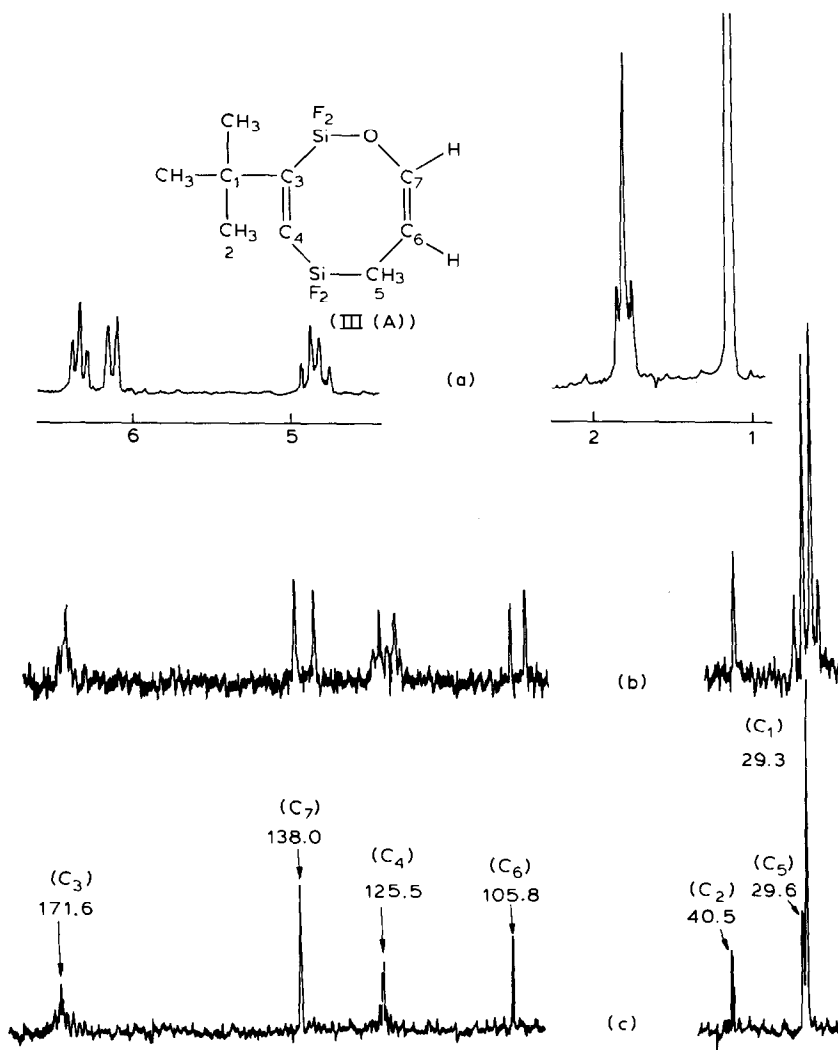 F2
Si — O
CH3
H
CH3 — C1 — C3
C7
CH3
2
C4
C6
Si — CH3
H
F2
5
(III (A))
(a)
6
5
2
1
(b)
(C1)
29.3
(C7)
138.0
(C4)
125.5
(C3)
171.6
(C6)
105.8
(C5)
29.6
(C2)
40.5
(c)